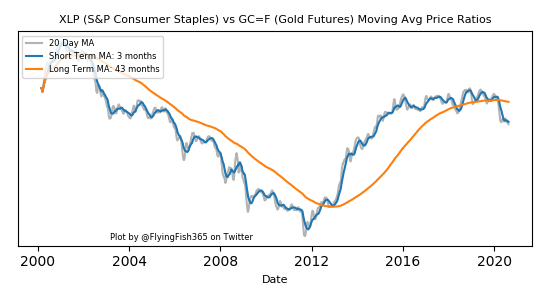 XLP (S&P Consumer Staples) vs GC=F (Gold Futures) Moving Avg Price Ratios
20 Day MA
Short Term MA: 3 months
Long Term MA: 43 months
Plot by @FlyingFish365 on Twitter
2000 2004 2008 2012 2016 2020
Date